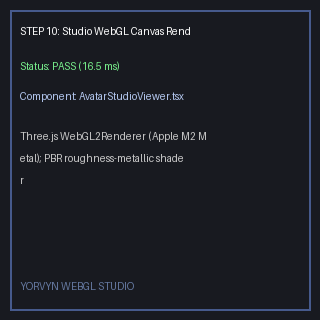 STEP 10: Studio WebGL Canvas Rend
Status: PASS (16.5 ms)
Component: AvatarStudioViewer.tsx
Three.js WebGL2Renderer (Apple M2 M
etal); PBR roughness-metallic shade
r
YORVYN WEBGL STUDIO